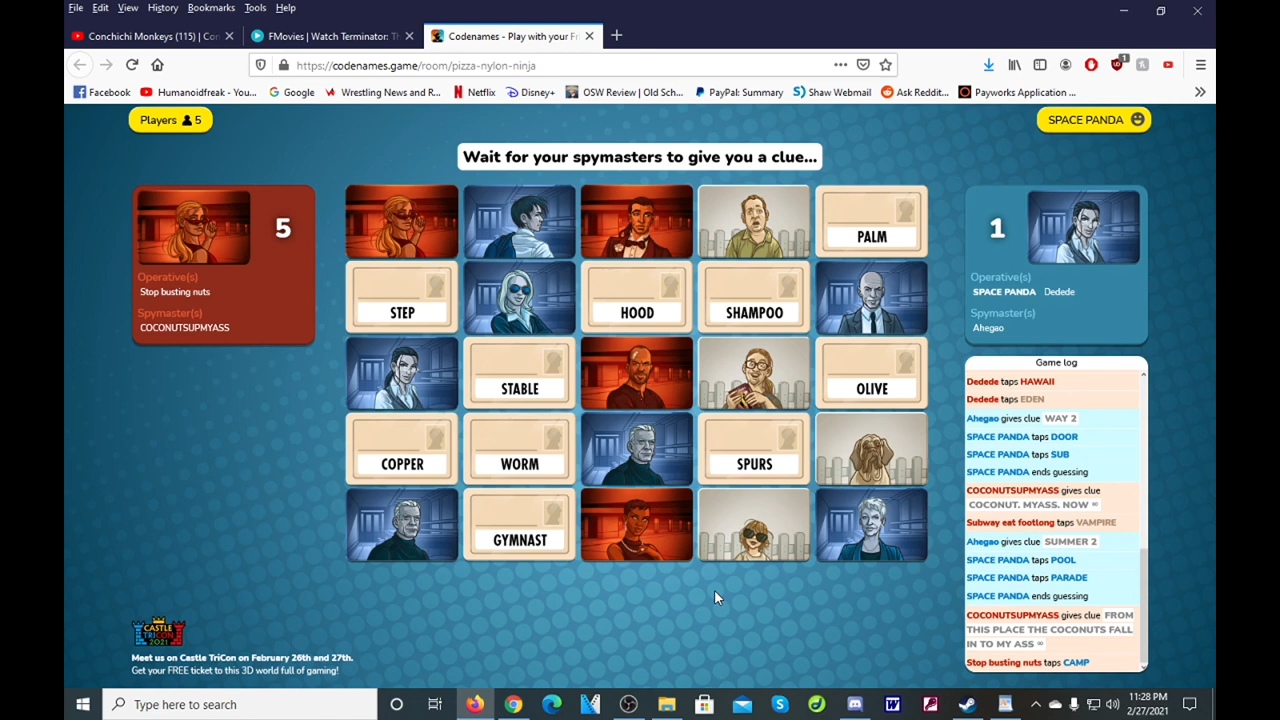 File Edit View History Bookmarks Tools Help
Conchichi Monkeys (115) | Con
FMovies | Watch Terminator: Th
Codenames - Play with your Fri
https://codenames.game/room/pizza-nylon-ninja
1
Facebook Humanoidfreak - You... Google Wrestling News and R... Netflix Disney+ OSW Review | Old Sch... PayPal: Summary Shaw Webmail Ask Reddit... Payworks Application ...
Players 5
SPACE PANDA
Wait for your spymasters to give you a clue...
5
Operative(s)
Stop busting nuts
Spymaster(s)
COCONUTSUPMYASS
PALM
STEP
HOOD
SHAMPOO
STABLE
OLIVE
COPPER
WORM
SPURS
GYMNAST
1
Operative(s)
SPACE PANDA Dedede
Spymaster(s)
Ahegao
Game log
Dedede taps HAWAII
Dedede taps EDEN
Ahegao gives clue WAY 2
SPACE PANDA taps DOOR
SPACE PANDA taps SUB
SPACE PANDA ends guessing
COCONUTSUPMYASS gives clue
COCONUT. MYASS. NOW ∞
Subway eat footlong taps VAMPIRE
Ahegao gives clue SUMMER 2
SPACE PANDA taps POOL
SPACE PANDA taps PARADE
SPACE PANDA ends guessing
COCONUTSUPMYASS gives clue FROM
THIS PLACE THE COCONUTS FALL
IN TO MY ASS ∞
Stop busting nuts taps CAMP
CASTLE
TRICON
2021
Meet us on Castle TriCon on February 26th and 27th.
Get your FREE ticket to this 3D world full of gaming!
Type here to search
11:28 PM
2/27/2021